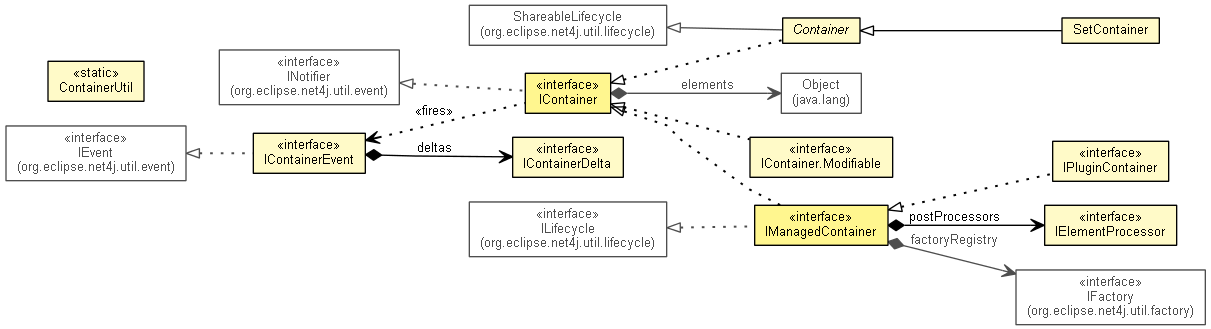 ShareableLifecycle
(org.eclipse.net4j.util.lifecycle)
Container
SetContainer
«interface»
INotifier
(org.eclipse.net4j.util.event)
«static»
ContainerUtil
«interface»
IContainer
elements
Object
(java.lang)
«fires»
«interface»
IEvent
(org.eclipse.net4j.util.event)
«interface»
IContainerEvent
deltas
«interface»
IContainerDelta
«interface»
IContainer.Modifiable
«interface»
IPluginContainer
«interface»
ILifecycle
(org.eclipse.net4j.util.lifecycle)
«interface»
IManagedContainer
postProcessors
«interface»
IElementProcessor
factoryRegistry
«interface»
IFactory
(org.eclipse.net4j.util.factory)